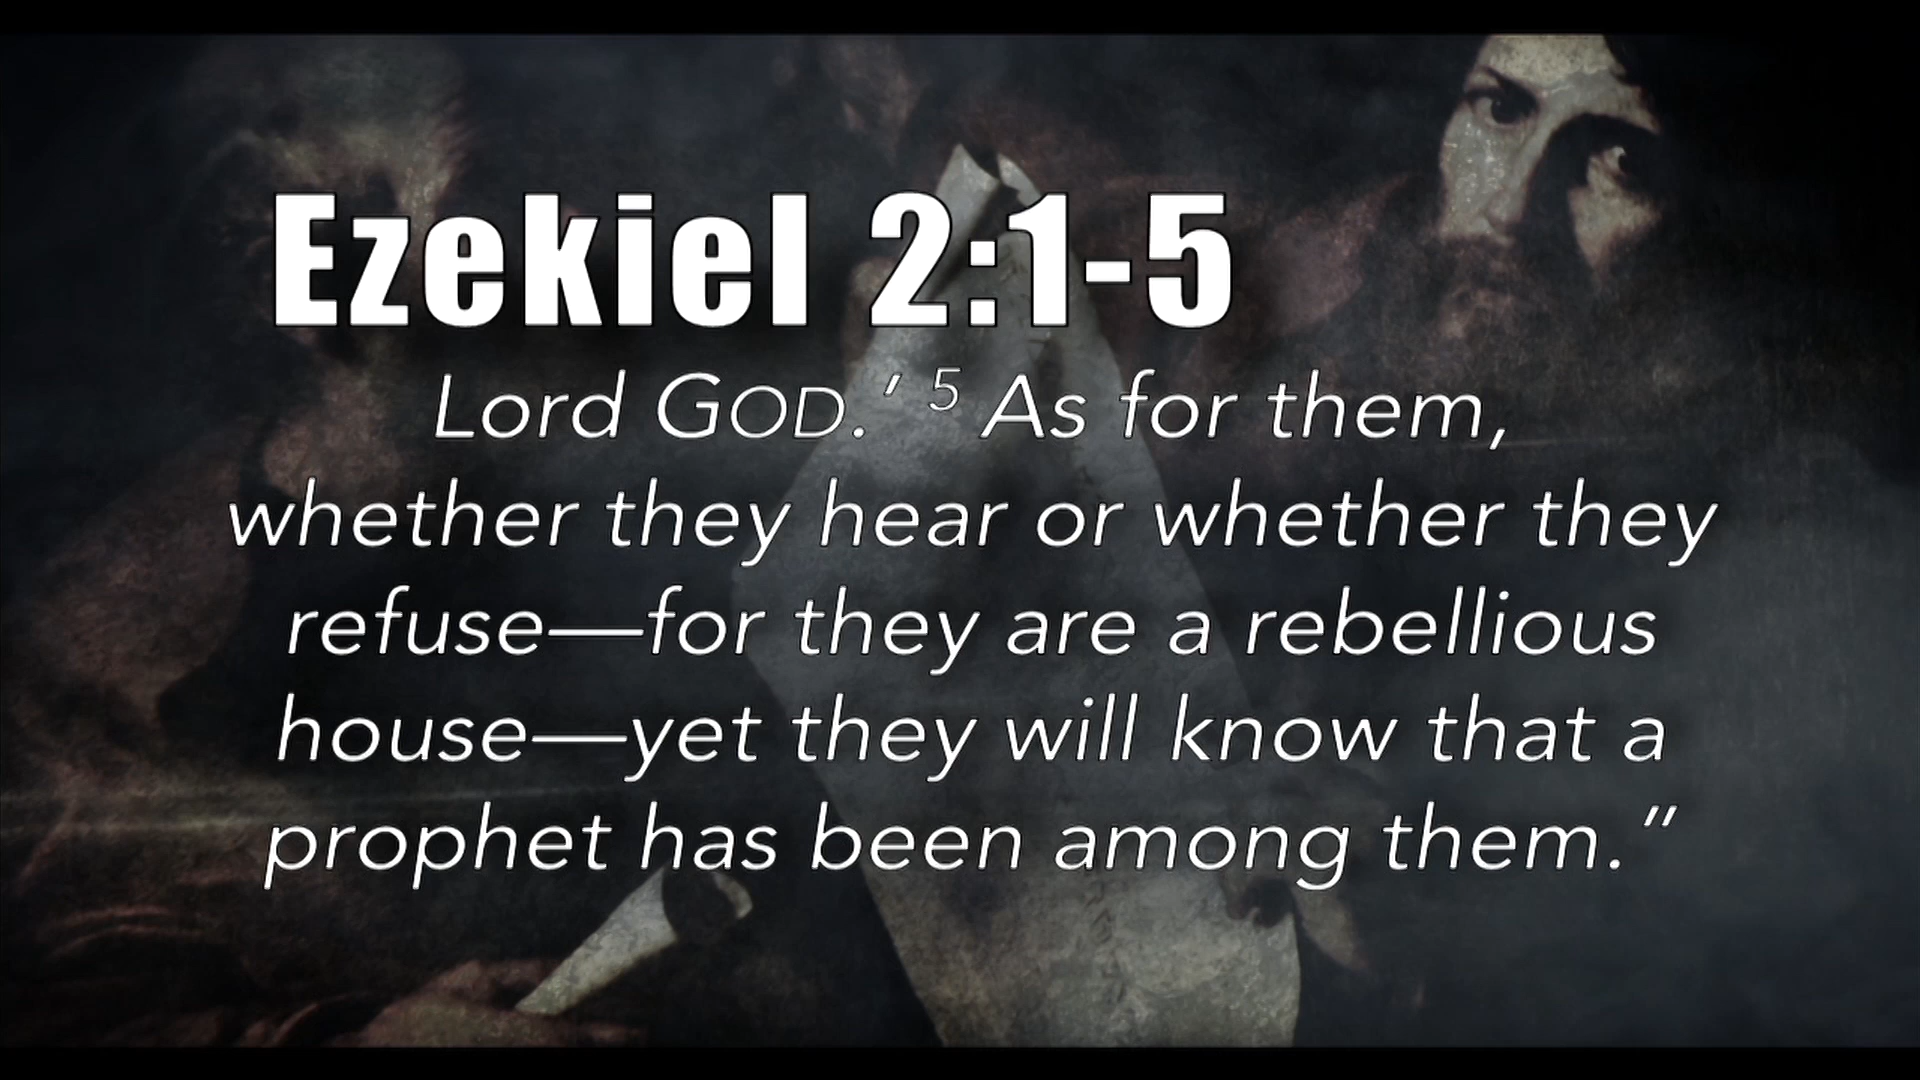 Ezekiel 2:1-5
Lord GOD.’ 5 As for them,
whether they hear or whether they
refuse—for they are a rebellious
house—yet they will know that a
prophet has been among them.”